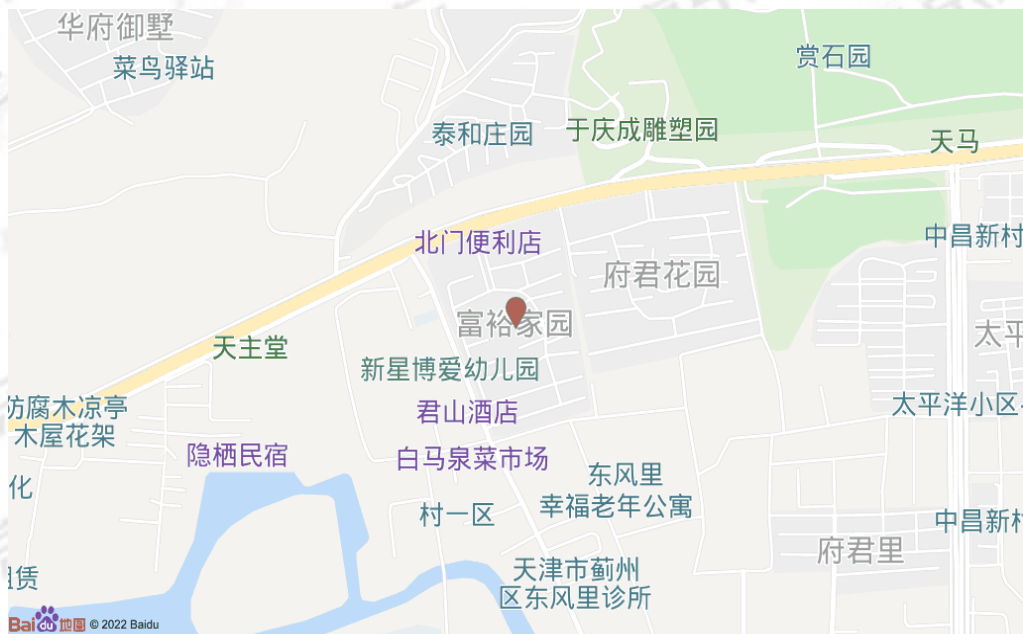 华府御墅
菜鸟驿站
赏石园
泰和庄园
于庆成雕塑园
天马
北门便利店
中昌新村
府君花园
富裕家园
太平
天主堂
新星博爱幼儿园
防腐木凉亭
木屋花架
君山酒店
太平洋小区
隐栖民宿
白马泉菜市场
东风里
幸福老年公寓
化
村一区
中昌新村
府君里
天津市蓟州
区东风里诊所
租赁
Bai du 地图 © 2022 Baidu